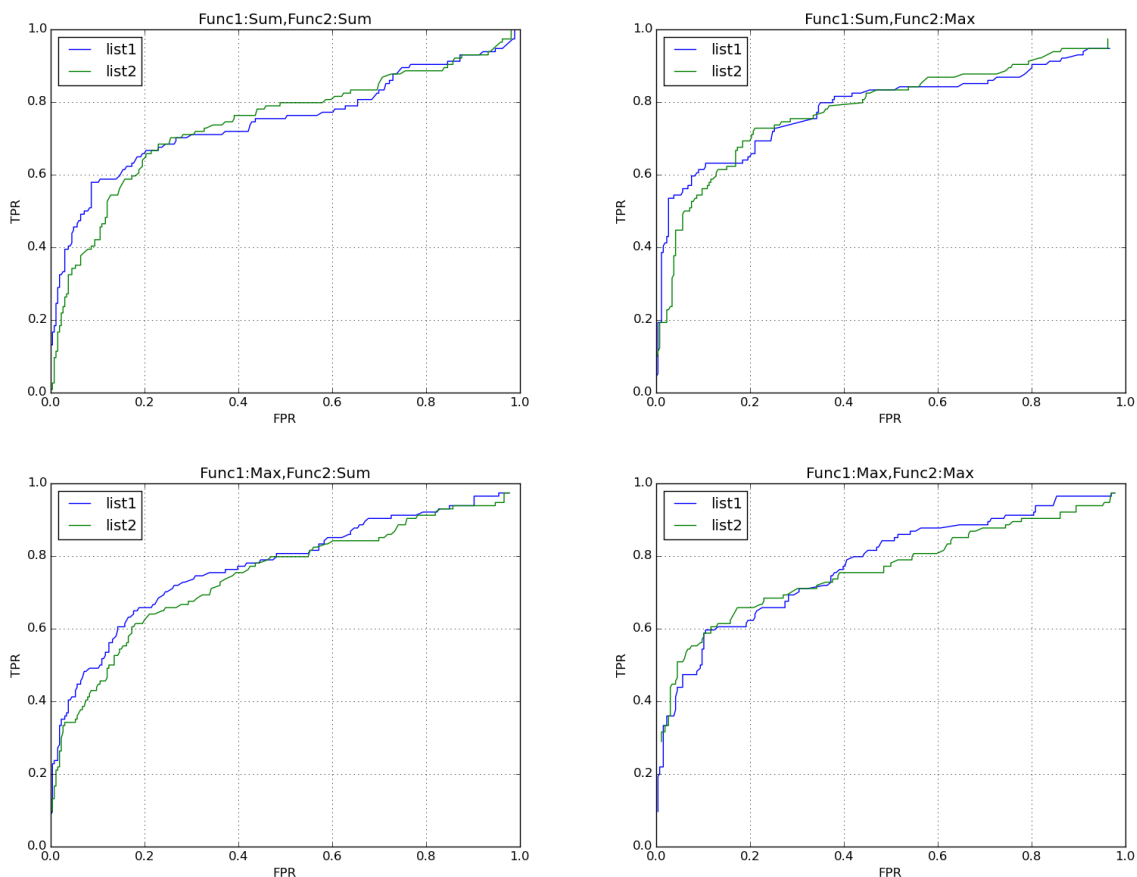 Func1:Sum,Func2:Sum
list1
list2
1.0
0.8
0.6
0.4
0.2
0.0
TPR
0.0 0.2 0.4 0.6 0.8 1.0
FPR
Func1:Sum,Func2:Max
list1
list2
1.0
0.8
0.6
0.4
0.2
0.0
TPR
0.0 0.2 0.4 0.6 0.8 1.0
FPR
Func1:Max,Func2:Sum
list1
list2
1.0
0.8
0.6
0.4
0.2
0.0
TPR
0.0 0.2 0.4 0.6 0.8 1.0
FPR
Func1:Max,Func2:Max
list1
list2
1.0
0.8
0.6
0.4
0.2
0.0
TPR
0.0 0.2 0.4 0.6 0.8 1.0
FPR